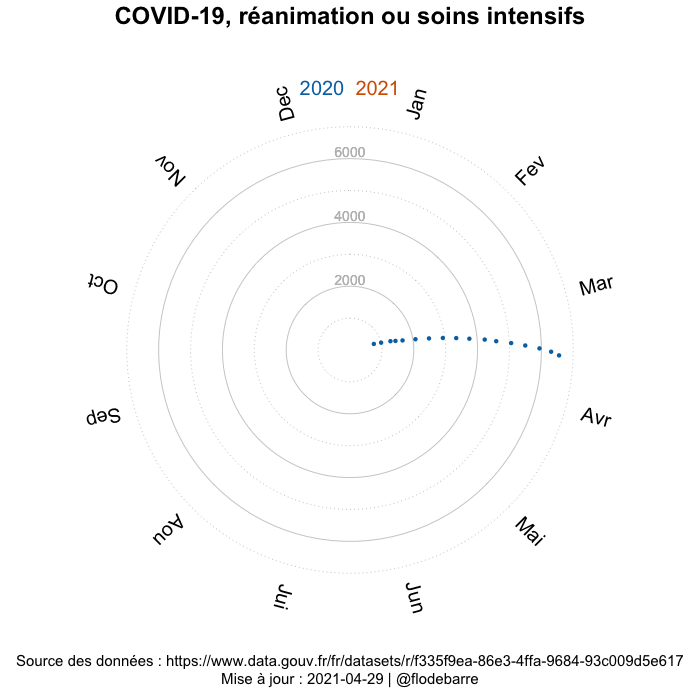 COVID-19, réanimation ou soins intensifs
2020 2021
Jan
Fev
Mar
Avr
Mai
Jun
Jui
Aou
Sep
Oct
Nov
Dec
6000
4000
2000
Source des données : https://www.data.gouv.fr/fr/datasets/r/f335f9ea-86e3-4ffa-9684-93c009d5e617
Mise à jour : 2021-04-29 | @flodebarre